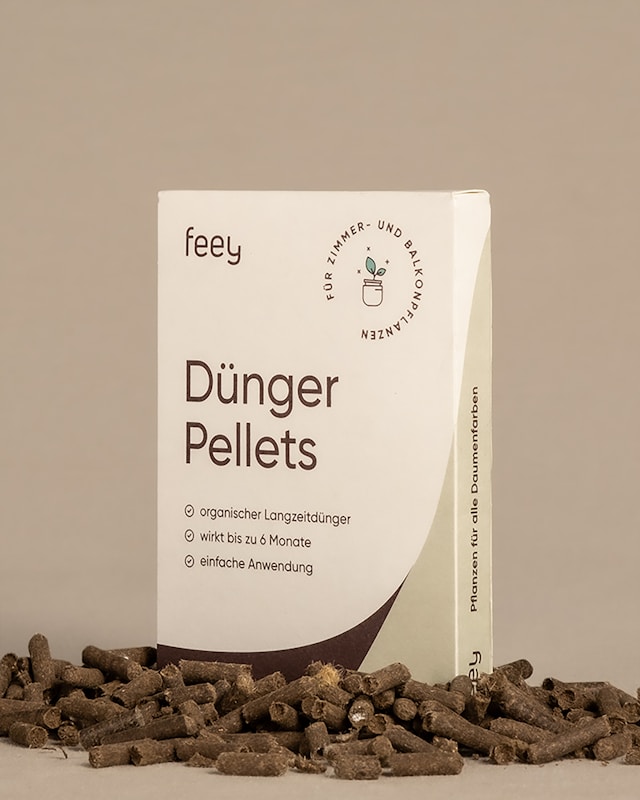 feey
FÜR ZIMMER- UND BALKONPFLANZEN
Dünger
Pellets
organischer Langzeitdünger
wirkt bis zu 6 Monate
einfache Anwendung
Pflanzen für alle Daumenfarben
feey